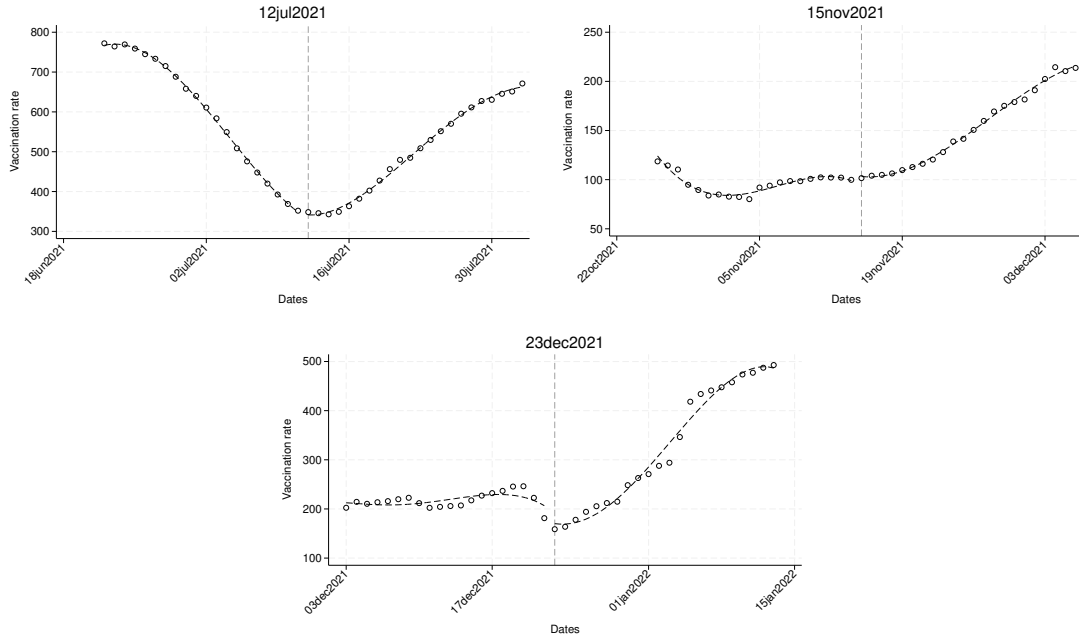 12jul2021
800
700
600
500
400
300
Vaccination rate
18jun2021
02jul2021
16jul2021
30jul2021
Dates
15nov2021
250
200
150
100
50
Vaccination rate
22oct2021
05nov2021
19nov2021
03dec2021
Dates
23dec2021
500
400
300
200
100
Vaccination rate
03dec2021
17dec2021
01jan2022
15jan2022
Dates